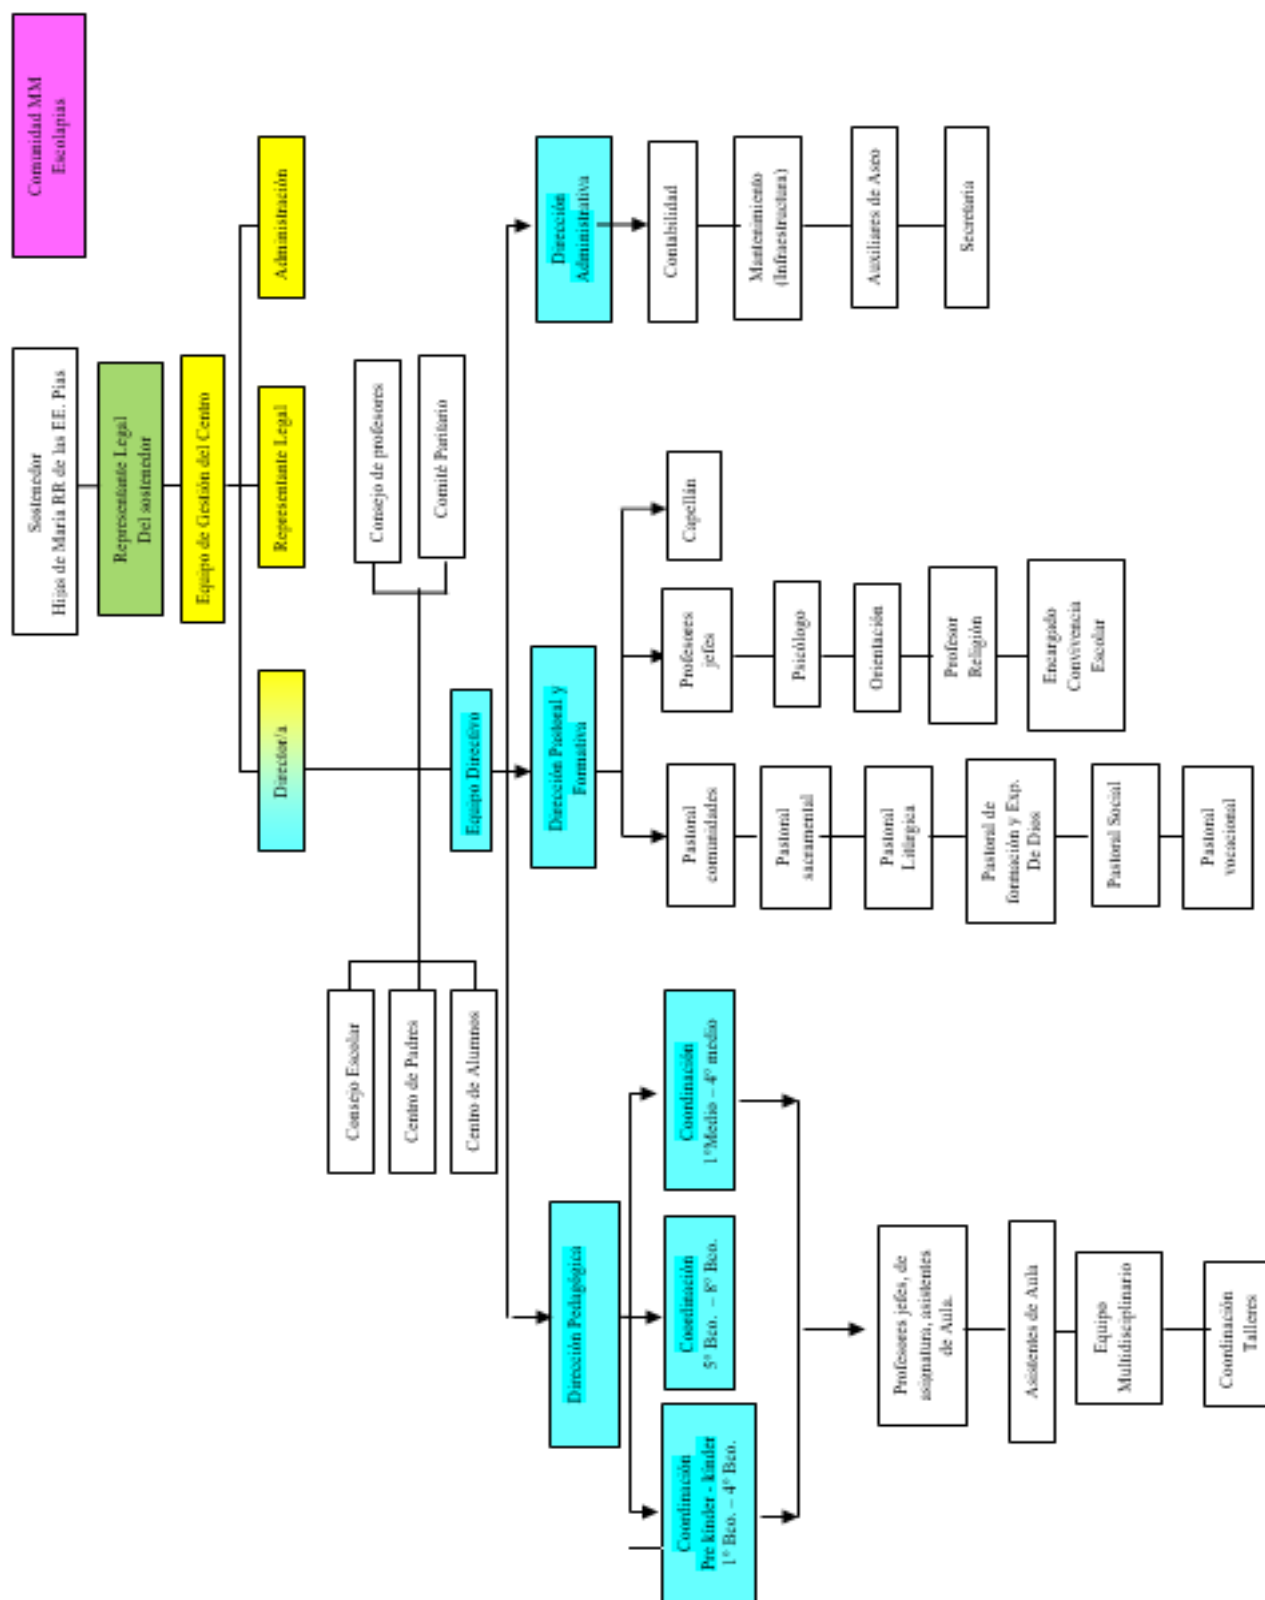 Comunidad MM
Escolapias
Sostenedor
Hijas de María RR de las EE. Pías
Representante Legal
Del sostenedor
Equipo de Gestión del Centro
Director/a
Representante Legal
Administración
Consejo Escolar
Centro de Padres
Centro de Alumnos
Consejo de profesores
Comité Paritario
Equipo Directivo
Dirección Pedagógica
Dirección Pastoral y
Formativa
Dirección
Administrativa
Coordinación
Pre kinder - kinder
1° Bco. – 4° Bco.
Coordinación
5° Bco. – 8° Bco.
Coordinación
1°Medio – 4° medio
Profesores jefes, de
asignatura, asistentes
de Aula.
Asistentes de Aula
Equipo
Multidisciplinario
Coordinación
Talleres
Pastoral
comunidades
Pastoral
sacramental
Pastoral
Litúrgica
Pastoral de
formación y Exp.
De Dios
Pastoral Social
Pastoral
vocacional
Profesores
jefes
Psicólogo
Orientación
Profesor
Religión
Encargado
Convivencia
Escolar
Capellán
Contabilidad
Mantenimiento
(Infraestructura)
Auxiliares de Aseo
Secretaria